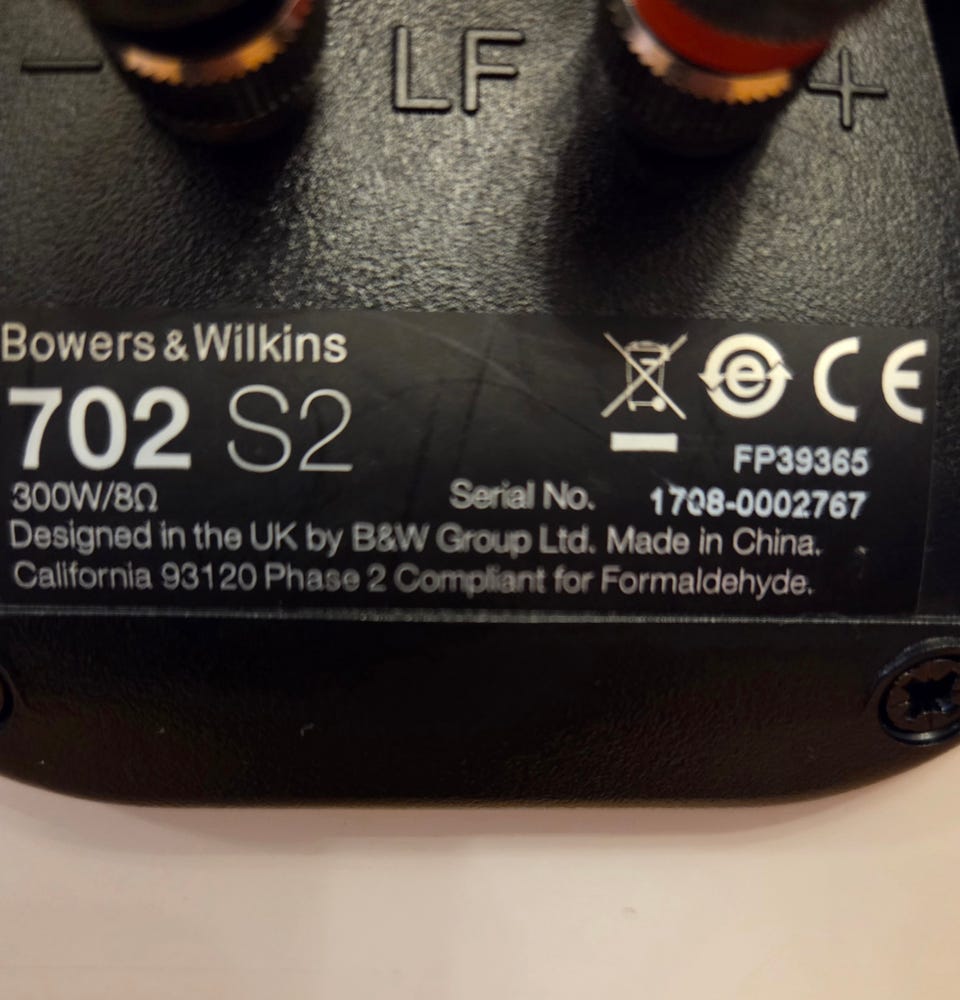 − LF +
Bowers & Wilkins
702 S2
CE
FP39365
300W/8Ω
Serial No. 1708-0002767
Designed in the UK by B&W Group Ltd. Made in China.
California 93120 Phase 2 Compliant for Formaldehyde.